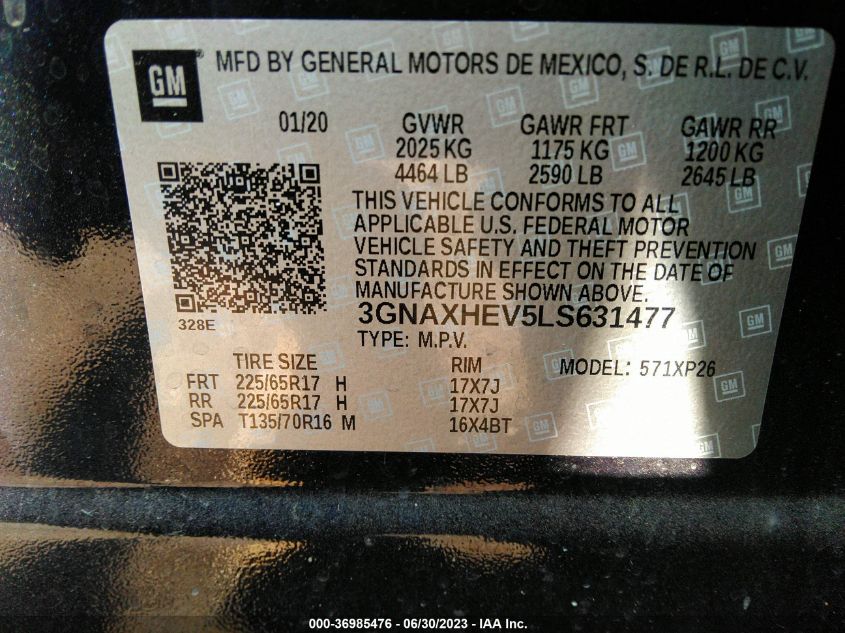 GM
MFD BY GENERAL MOTORS DE MEXICO, S. DE R.L. DE C.V.
01/20 GVWR GAWR FRT GAWR RR
2025 KG 1175 KG 1200 KG
4464 LB 2590 LB 2645 LB
THIS VEHICLE CONFORMS TO ALL
APPLICABLE U.S. FEDERAL MOTOR
VEHICLE SAFETY AND THEFT PREVENTION
STANDARDS IN EFFECT ON THE DATE OF
MANUFACTURE SHOWN ABOVE.
328E 3GNAXHEV5LS631477
TYPE: M.P.V.
TIRE SIZE RIM MODEL: 571XP26
FRT 225/65R17 H 17X7J
RR 225/65R17 H 17X7J
SPA T135/70R16 M 16X4BT
000-36985476 - 06/30/2023 - IAA Inc.